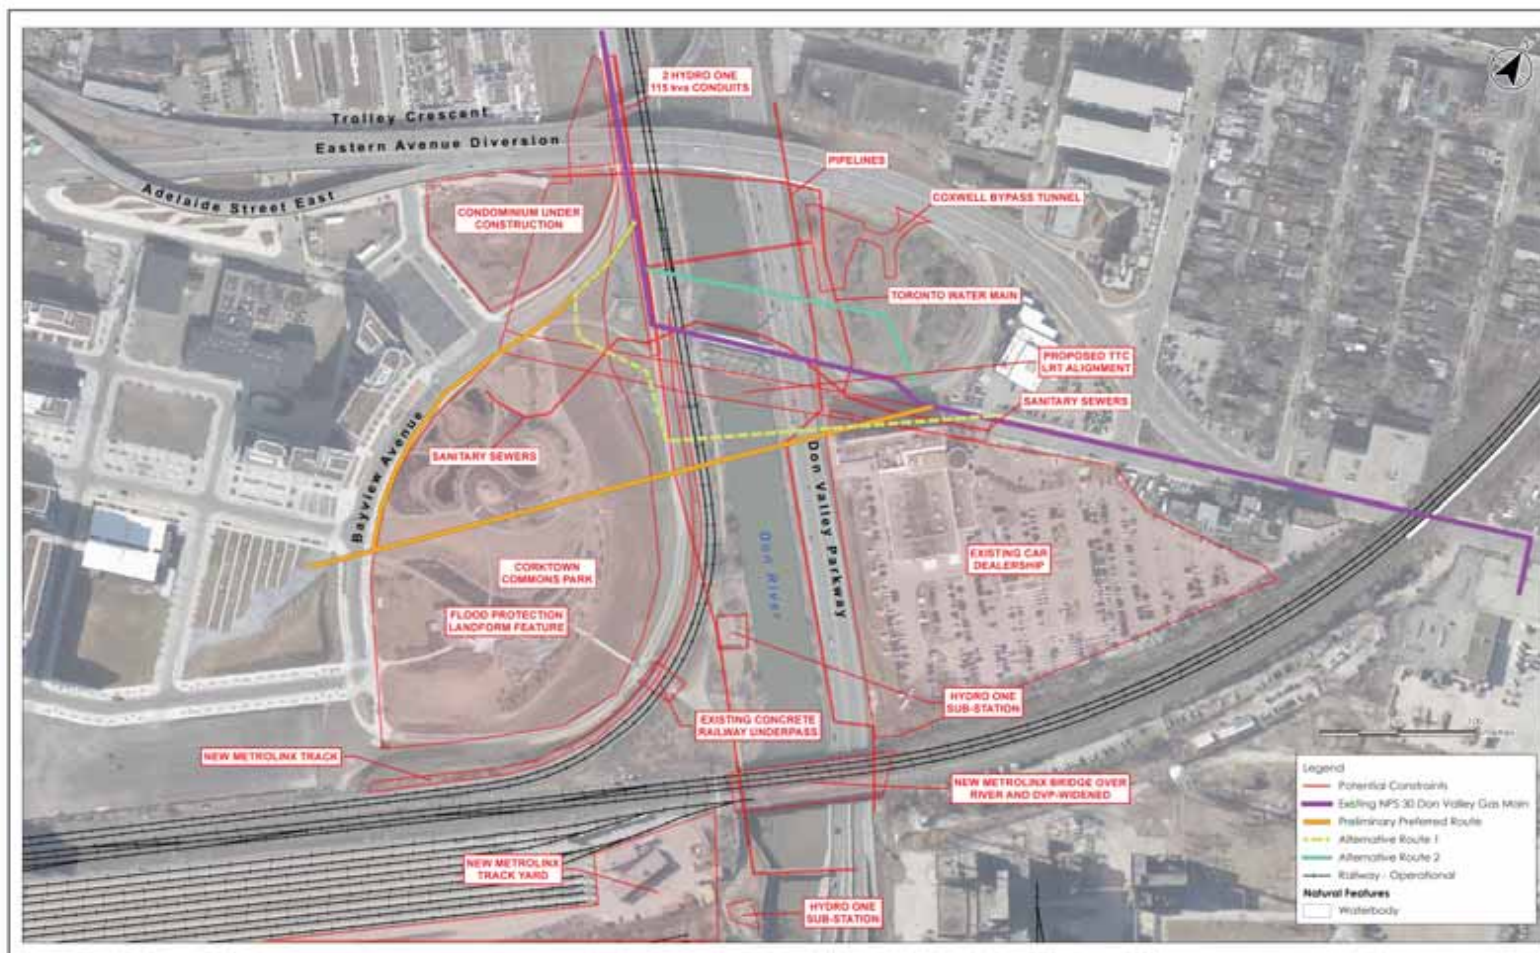 2 HYDRO ONE
115 kva CONDUITS
Trolley Crescent
Eastern Avenue Diversion
PIPELINES
Adelaide Street East
COXWELL BYPASS TUNNEL
CONDOMINIUM UNDER
CONSTRUCTION
TORONTO WATER MAIN
PROPOSED TTC
LRT ALIGNMENT
SANITARY SEWERS
Bayview Avenue
SANITARY SEWERS
Don Valley Parkway
Don River
EXISTING CAR
DEALERSHIP
CORKTOWN
COMMONS PARK
FLOOD PROTECTION
LANDFORM FEATURE
HYDRO ONE
SUB-STATION
EXISTING CONCRETE
RAILWAY UNDERPASS
NEW METROLINX TRACK
NEW METROLINX BRIDGE OVER
RIVER AND DVP-WIDENED
NEW METROLINX
TRACK YARD
HYDRO ONE
SUB-STATION
Legend
Potential Constraints
Existing NPS 30 Don Valley Gas Main
Preliminary Preferred Route
Alternative Route 1
Alternative Route 2
Railway - Operational
Natural Features
Waterbody